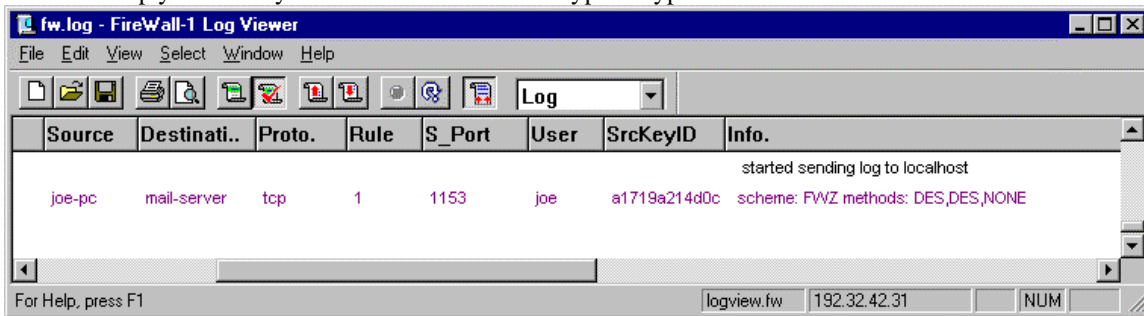 fw.log - FireWall-1 Log Viewer
File Edit View Select Window Help
Log
Source Destinati.. Proto. Rule S_Port User SrcKeyID Info.
started sending log to localhost
joe-pc mail-server tcp 1 1153 joe a1719a214d0c scheme: FWZ methods: DES,DES,NONE
For Help, press F1 logview.fw 192.32.42.31 NUM